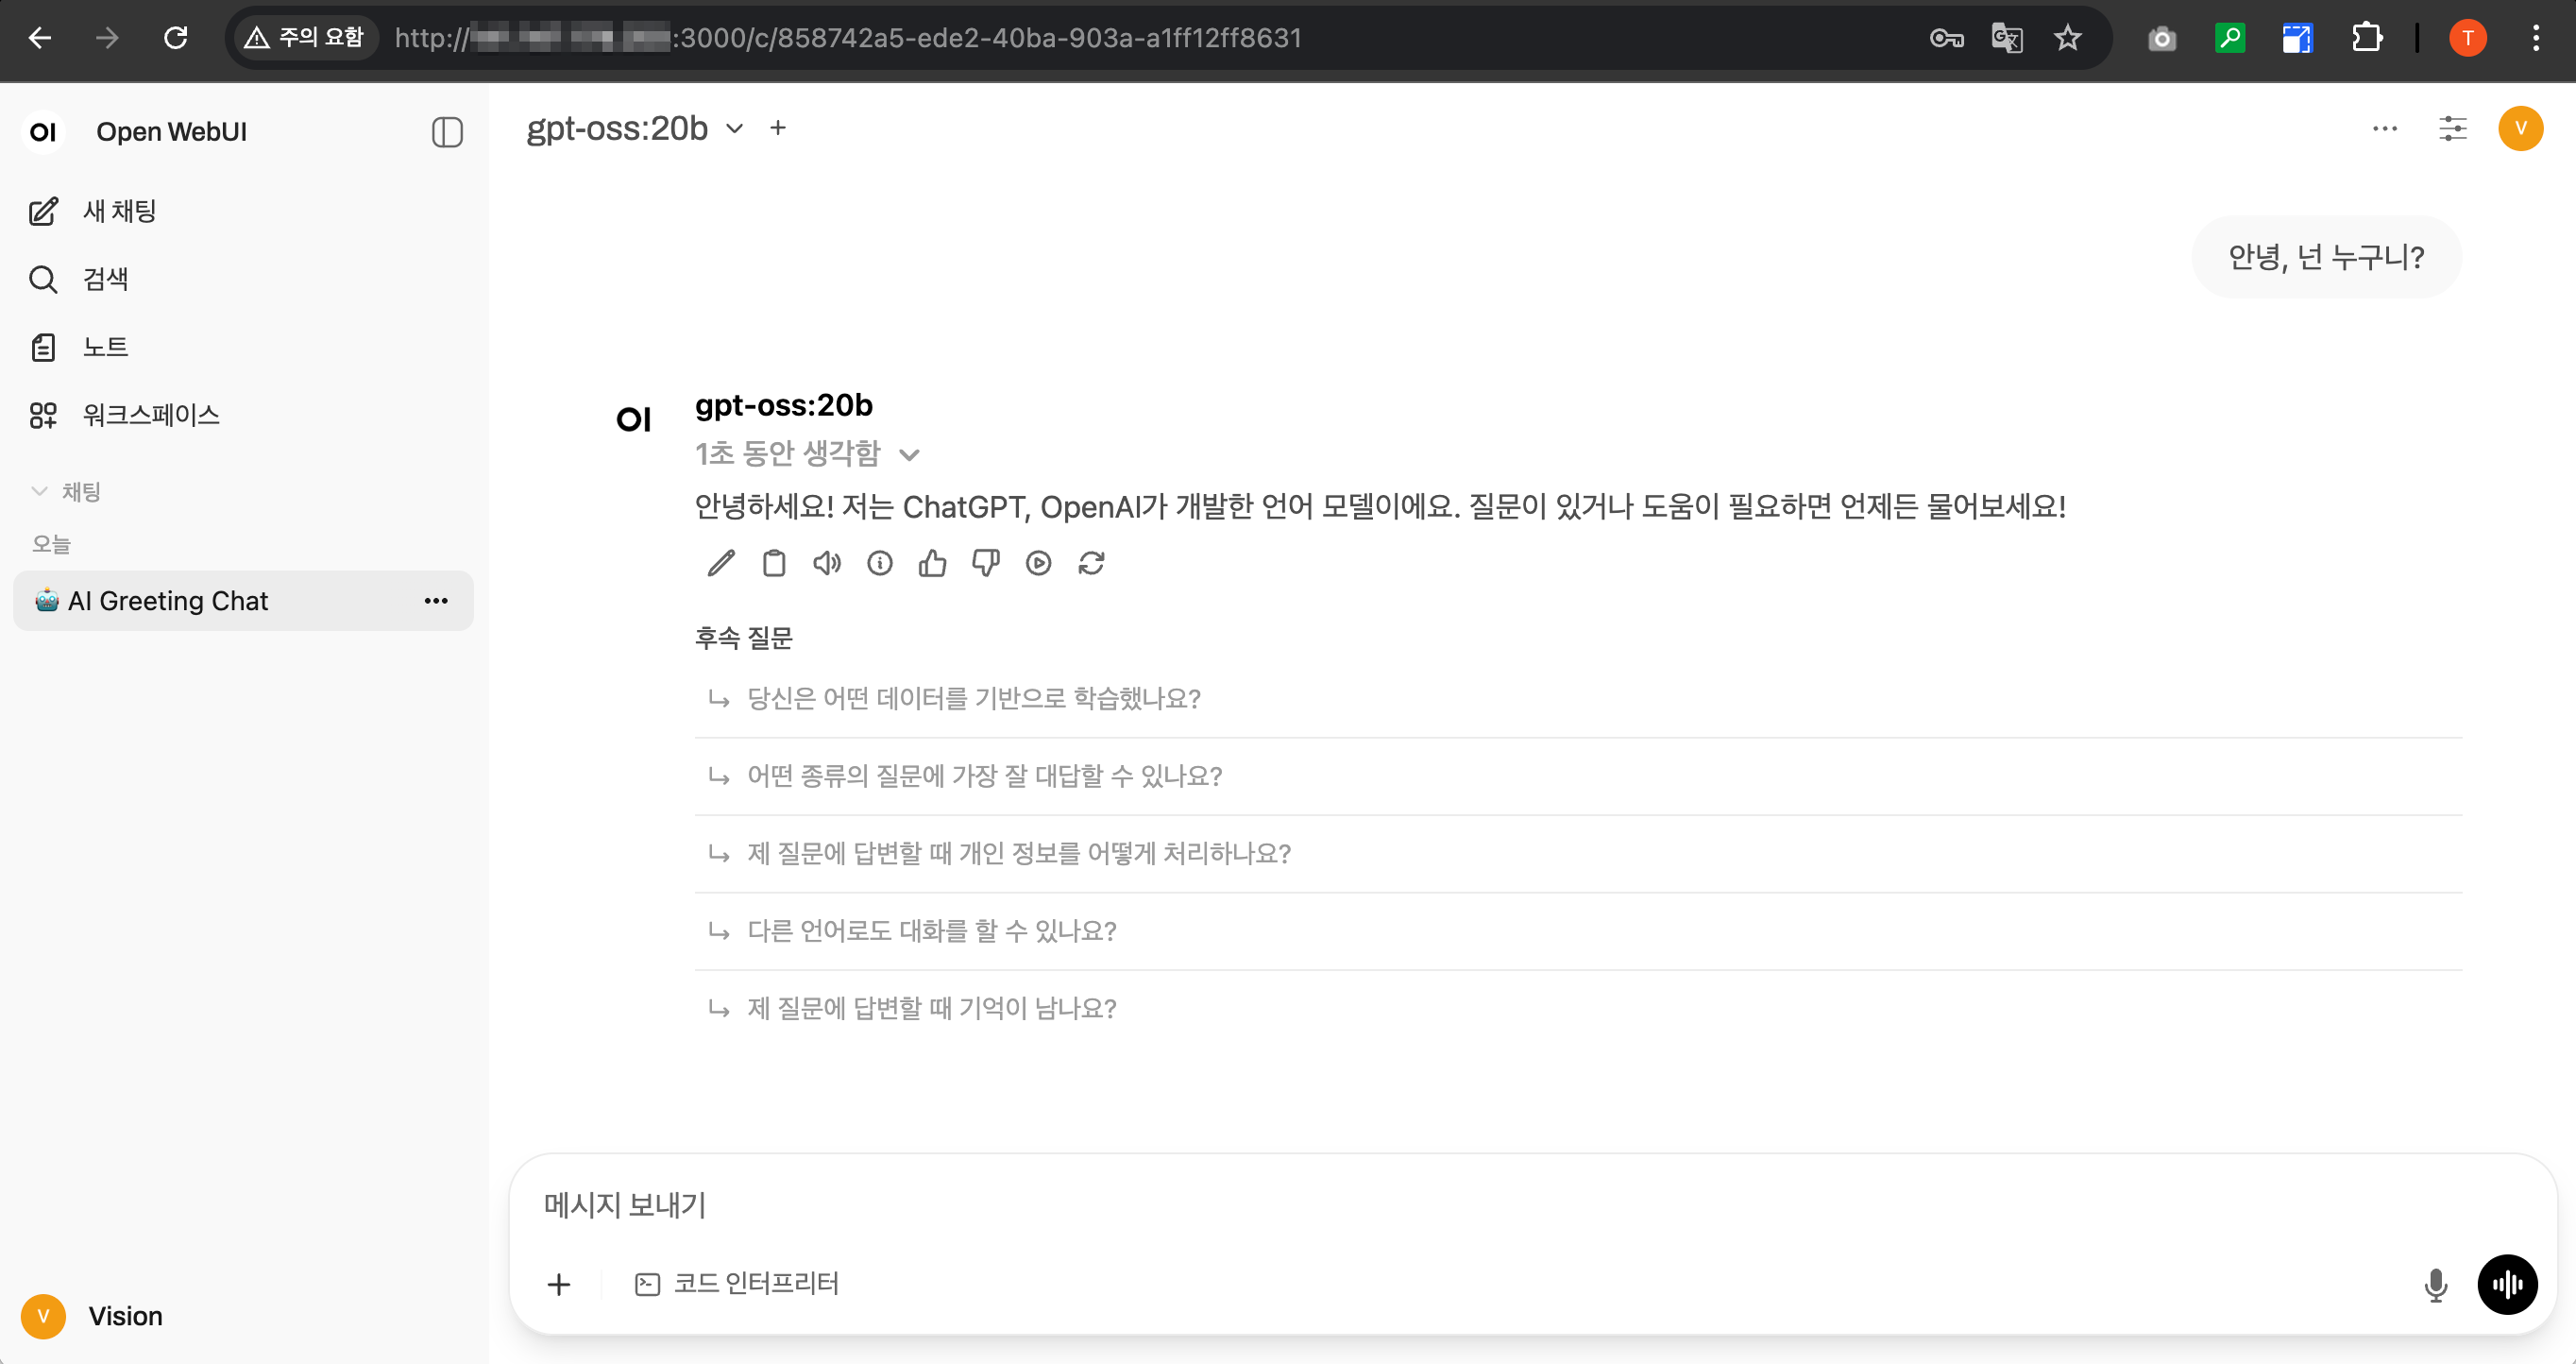 주의 요함 http:// :3000/c/858742a5-ede2-40ba-903a-a1ff12ff8631
T
OI Open WebUI
새 채팅
검색
노트
워크스페이스
채팅
오늘
AI Greeting Chat
V Vision
gpt-oss:20b
V
안녕, 넌 누구니?
OI gpt-oss:20b
1초 동안 생각함
안녕하세요! 저는 ChatGPT, OpenAI가 개발한 언어 모델이에요. 질문이 있거나 도움이 필요하면 언제든 물어보세요!
후속 질문
당신은 어떤 데이터를 기반으로 학습했나요?
어떤 종류의 질문에 가장 잘 대답할 수 있나요?
제 질문에 답변할 때 개인 정보를 어떻게 처리하나요?
다른 언어로도 대화를 할 수 있나요?
제 질문에 답변할 때 기억이 남나요?
메시지 보내기
코드 인터프리터